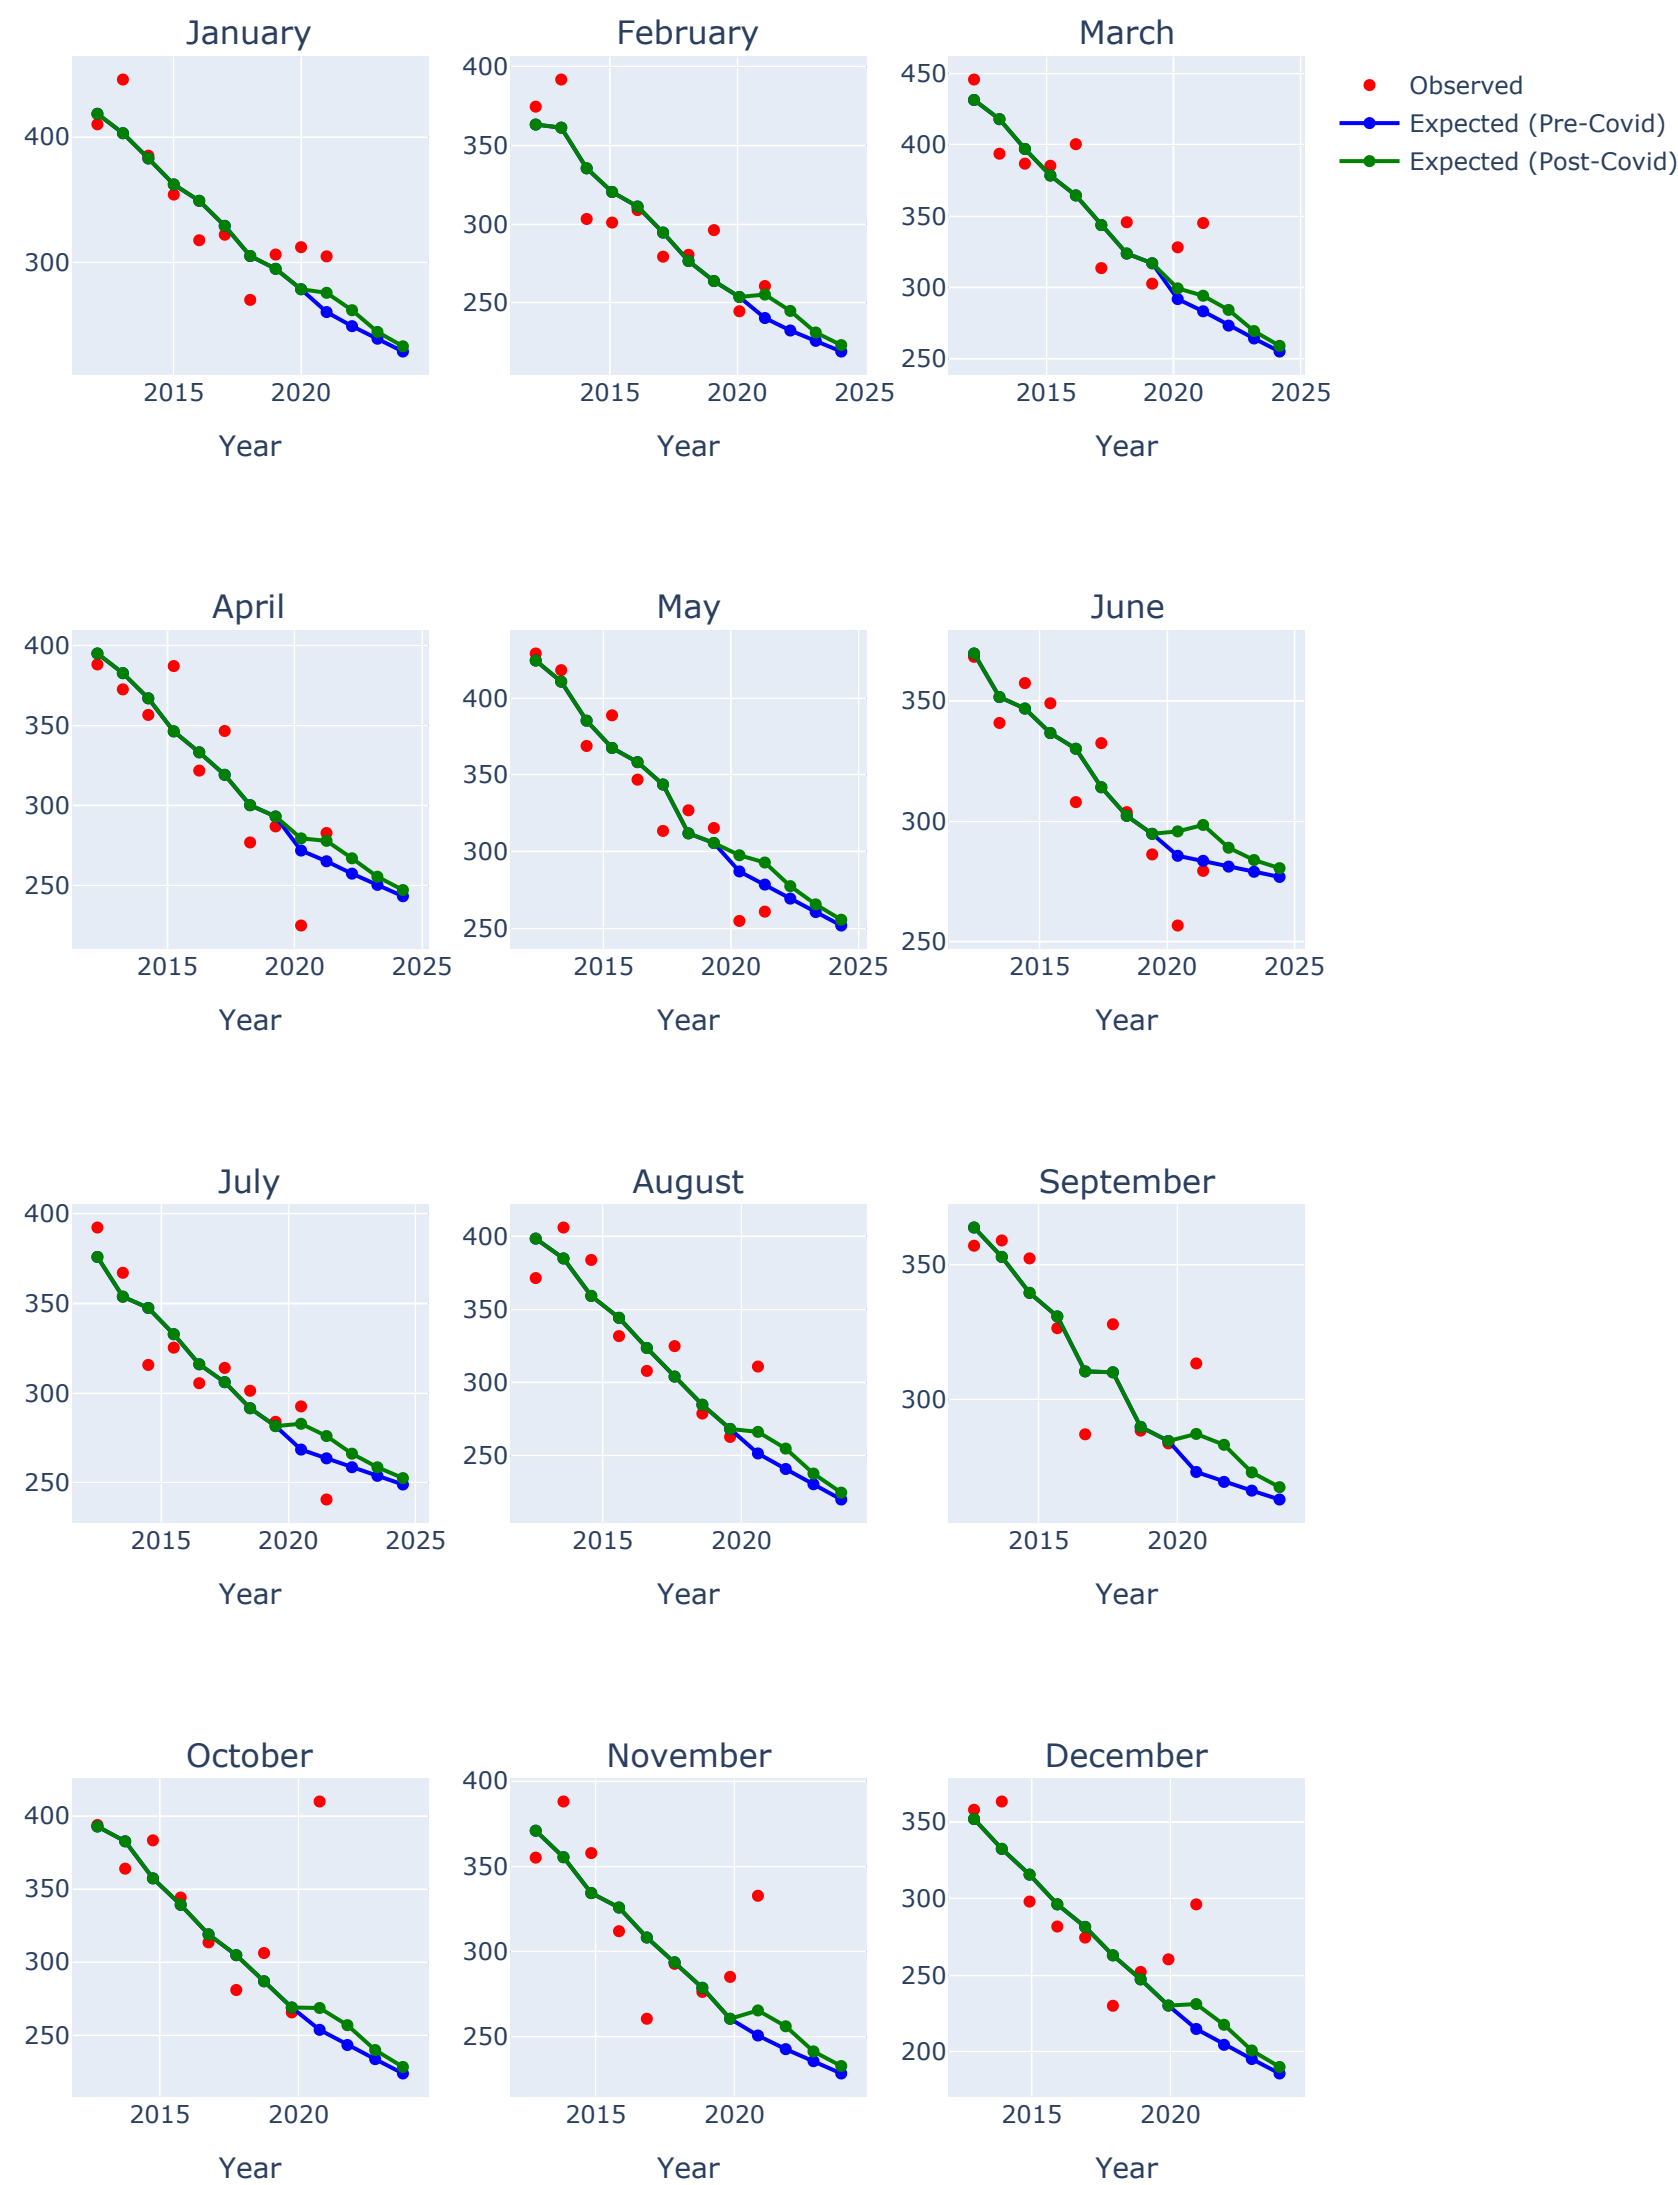 January
February
March
400
300
400
350
300
250
450
400
350
300
250
Observed
Expected (Pre-Covid)
Expected (Post-Covid)
2015 2020
2015 2020 2025
2015 2020 2025
Year
Year
Year
April
May
June
400
350
300
250
400
350
300
250
350
300
250
2015 2020 2025
2015 2020 2025
2015 2020 2025
Year
Year
Year
July
August
September
400
350
300
250
400
350
300
250
350
300
2015 2020 2025
2015 2020
2015 2020
Year
Year
Year
October
November
December
400
350
300
250
400
350
300
250
350
300
250
200
2015 2020
2015 2020
2015 2020
Year
Year
Year